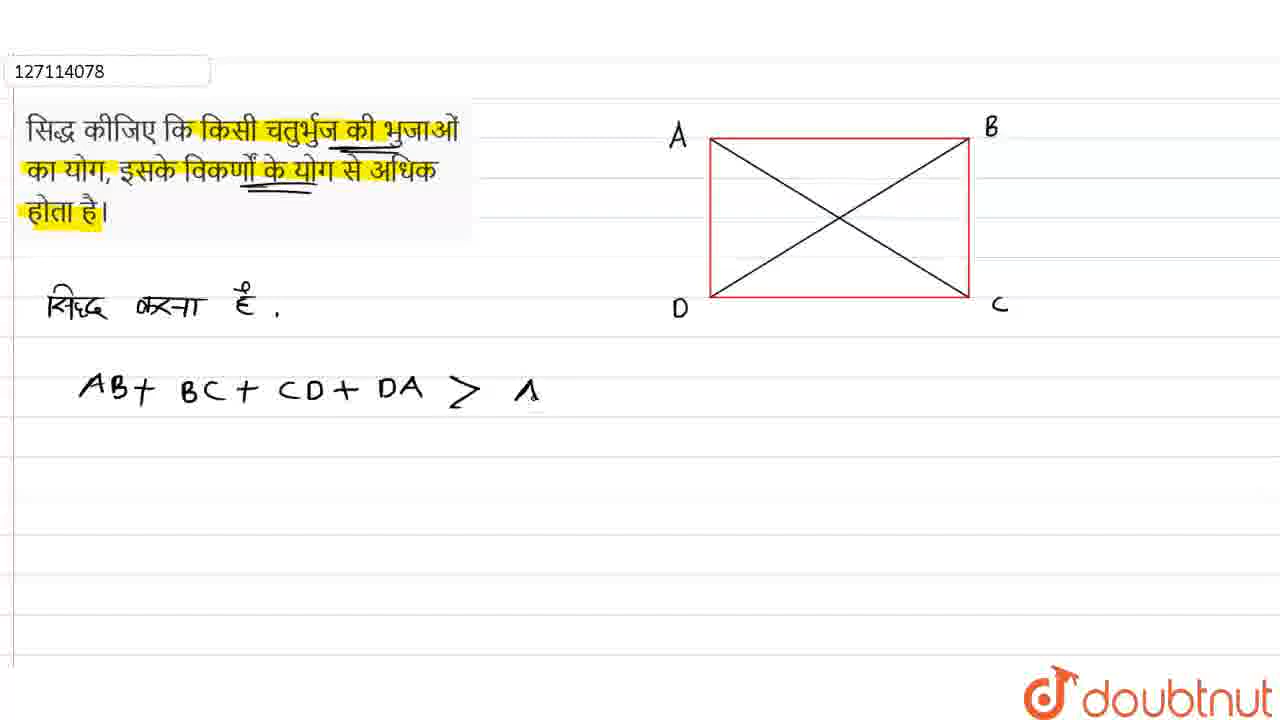 127114078
सिद्ध कीजिए कि किसी चतुर्भुज की भुजाओं
का योग, इसके विकर्णों के योग से अधिक
होता है।
A
B
D
C
सिद्ध करना है.
AB+ BC+ CD+ DA > A
doubtnut